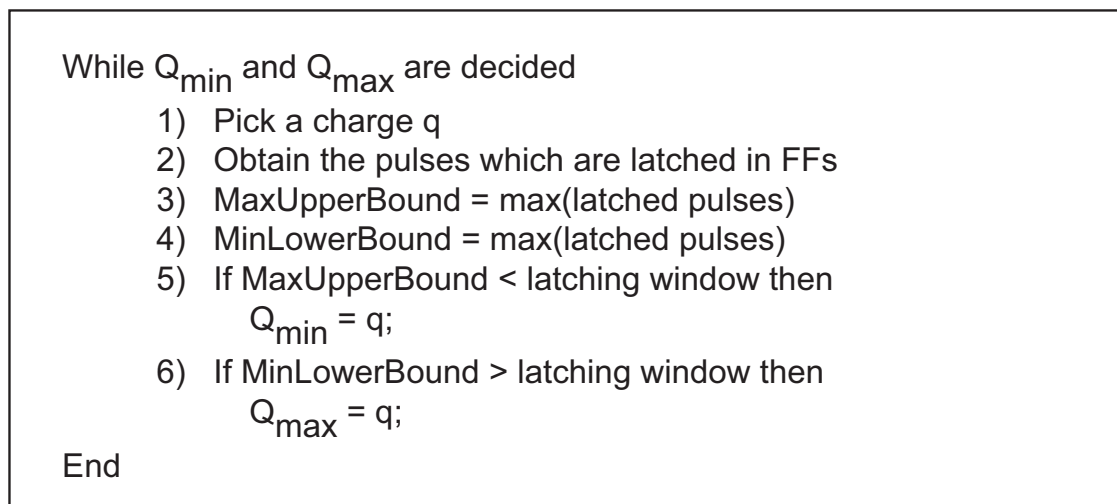 While Qmin and Qmax are decided
1) Pick a charge q
2) Obtain the pulses which are latched in FFs
3) MaxUpperBound = max(latched pulses)
4) MinLowerBound = max(latched pulses)
5) If MaxUpperBound < latching window then
Qmin = q;
6) If MinLowerBound > latching window then
Qmax = q;
End